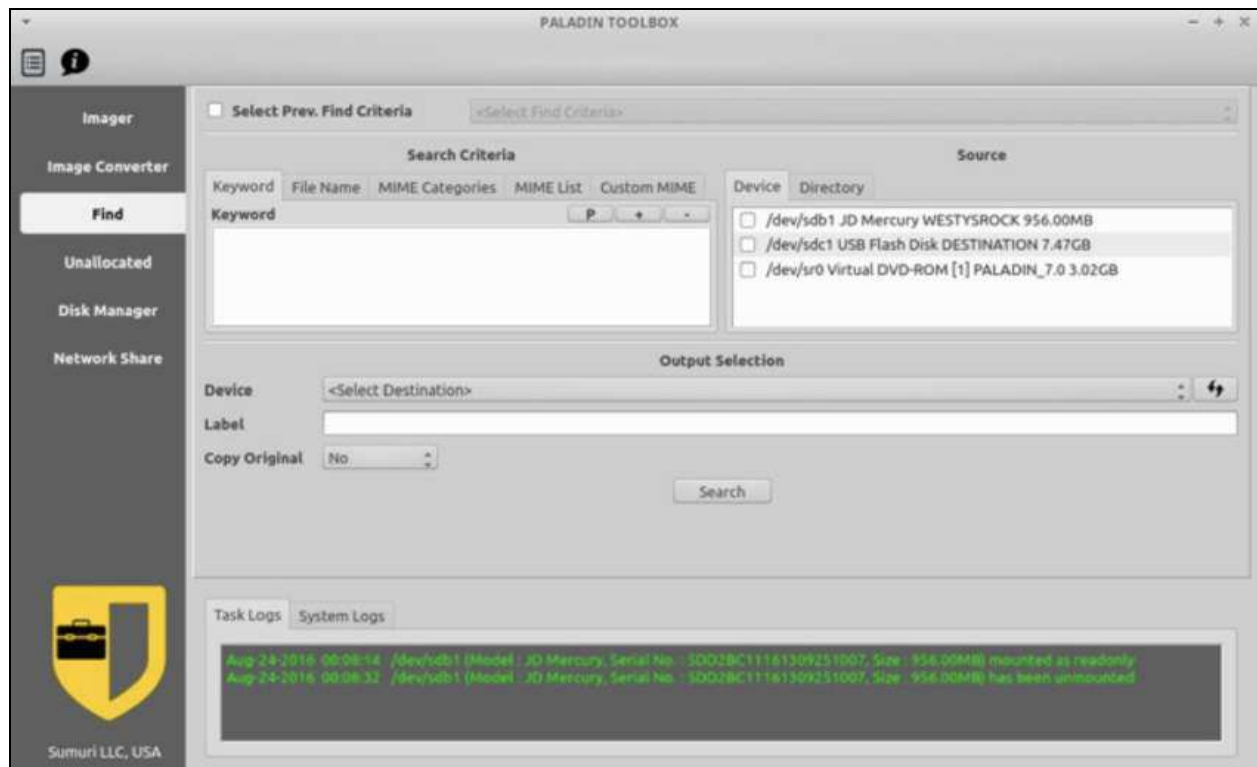 PALADIN TOOLBOX
Imager
Image Converter
Find
Unallocated
Disk Manager
Network Share
Sumuri LLC, USA
Select Prev. Find Criteria <Select Find Criteria>
Search Criteria
Keyword File Name MIME Categories MIME List Custom MIME
Keyword P + -
Source
Device Directory
/dev/sdb1 JD Mercury WESTYSROCK 956.00MB
/dev/sdc1 USB Flash Disk DESTINATION 7.47GB
/dev/sr0 Virtual DVD-ROM [1] PALADIN_7.0 3.02GB
Output Selection
Device <Select Destination>
Label
Copy Original No
Search
Task Logs System Logs
Aug-24-2016 00:08:14 /dev/sdb1 (Model : JD Mercury, Serial No. : SDD2BC11161309251007, Size : 956.00MB) mounted as readonly
Aug-24-2016 00:08:32 /dev/sdb1 (Model : JD Mercury, Serial No. : SDD2BC11161309251007, Size : 956.00MB) has been unmounted